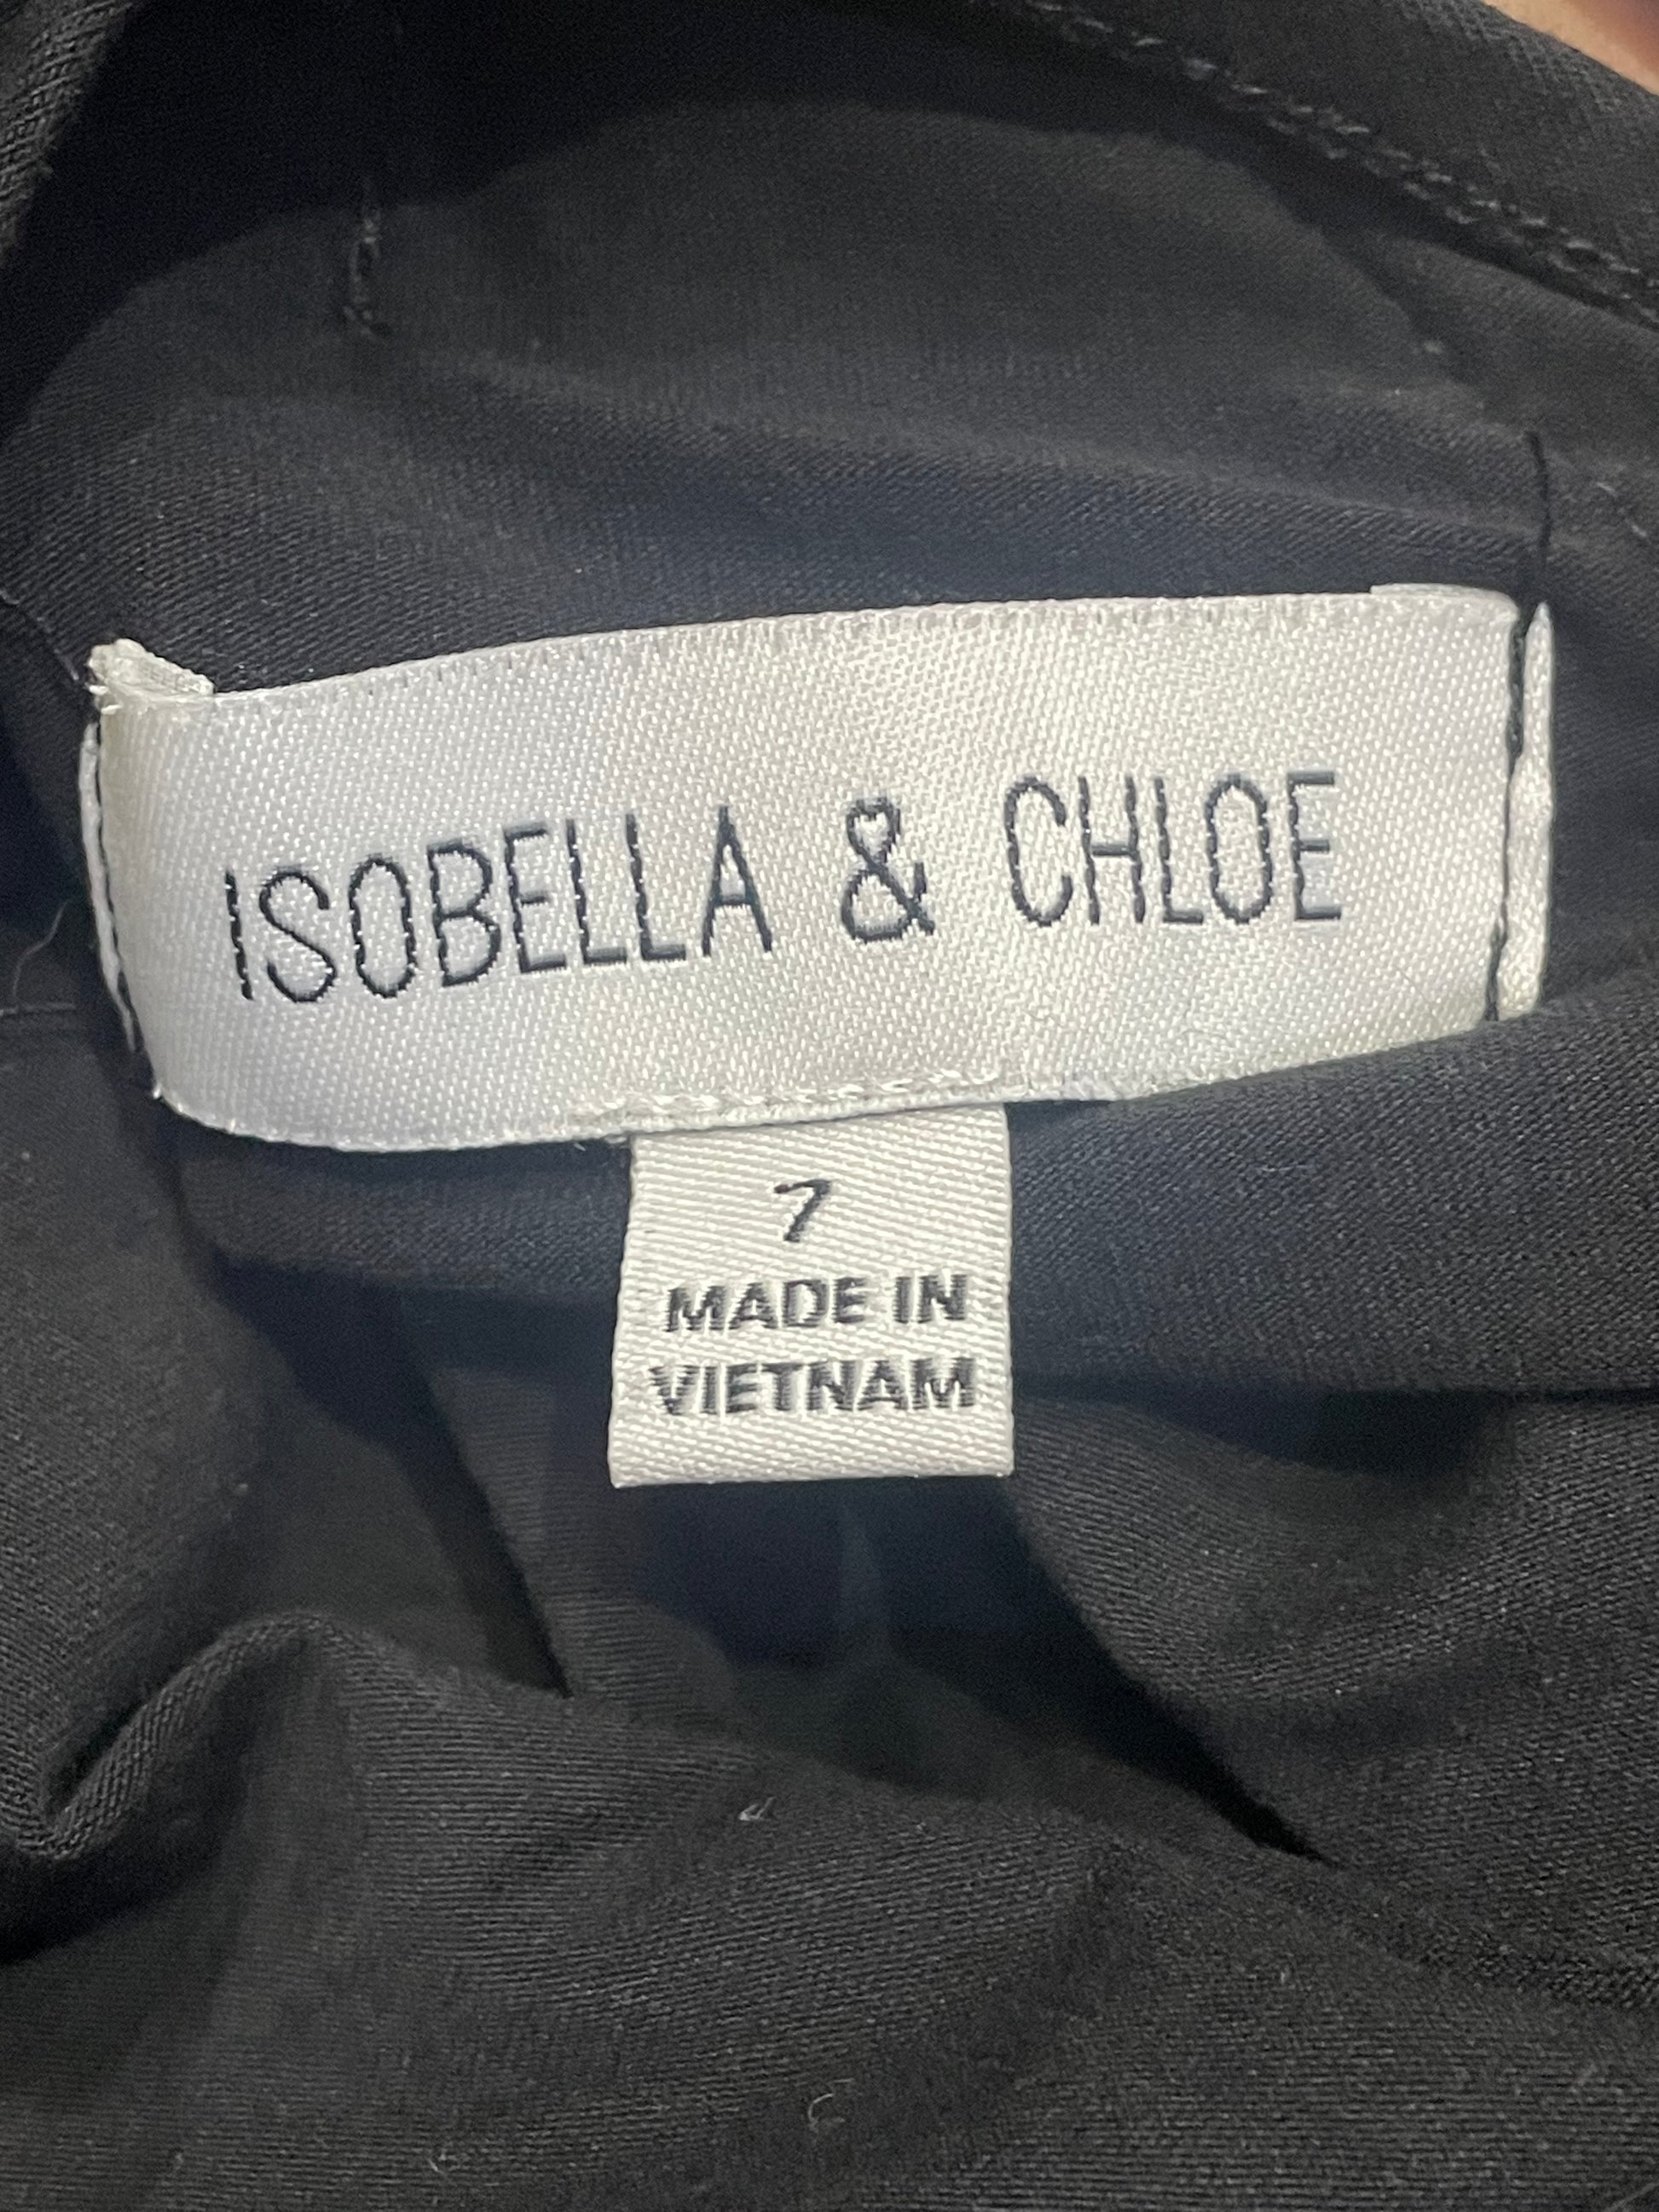 ISOBELLA & CHLOE
7
MADE IN
VIETNAM